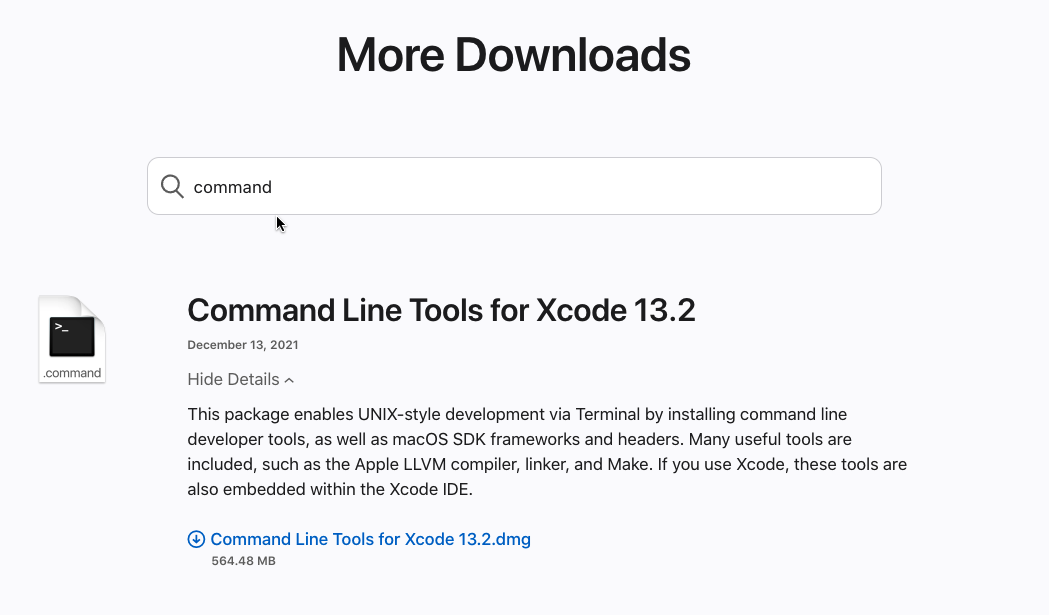 More Downloads
command
Command Line Tools for Xcode 13.2
December 13, 2021
Hide Details
This package enables UNIX-style development via Terminal by installing command line
developer tools, as well as macOS SDK frameworks and headers. Many useful tools are
included, such as the Apple LLVM compiler, linker, and Make. If you use Xcode, these tools are
also embedded within the Xcode IDE.
>_
.command
Command Line Tools for Xcode 13.2.dmg
564.48 MB